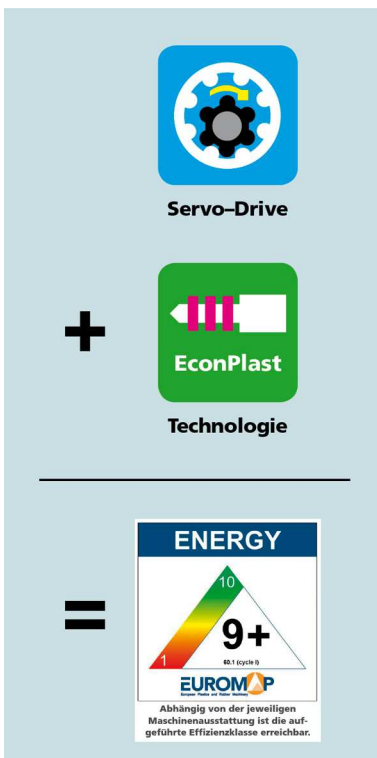 Servo–Drive
+
EconPlast
Technologie
=
ENERGY
10
9+
1
60.1 (cycle I)
EUROMAP
European Plastics and Rubber Machinery
Abhängig von der jeweiligen
Maschinenausstattung ist die auf-
geführte Effizienzklasse erreichbar.